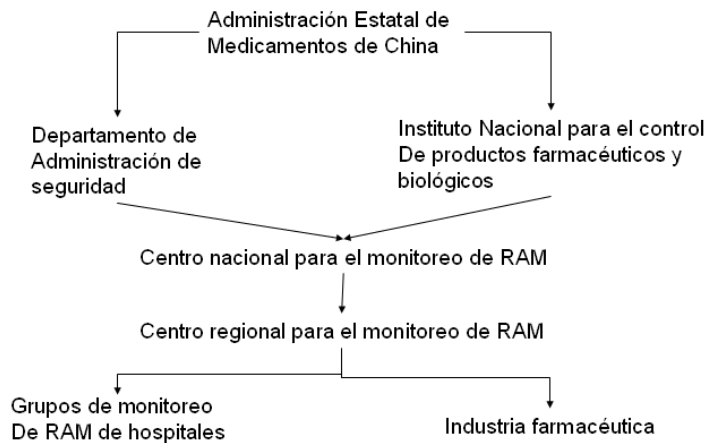 Administración Estatal de
Medicamentos de China
Departamento de
Administración de
seguridad
Instituto Nacional para el control
De productos farmacéuticos y
biológicos
Centro nacional para el monitoreo de RAM
Centro regional para el monitoreo de RAM
Grupos de monitoreo
De RAM de hospitales
Industria farmacéutica